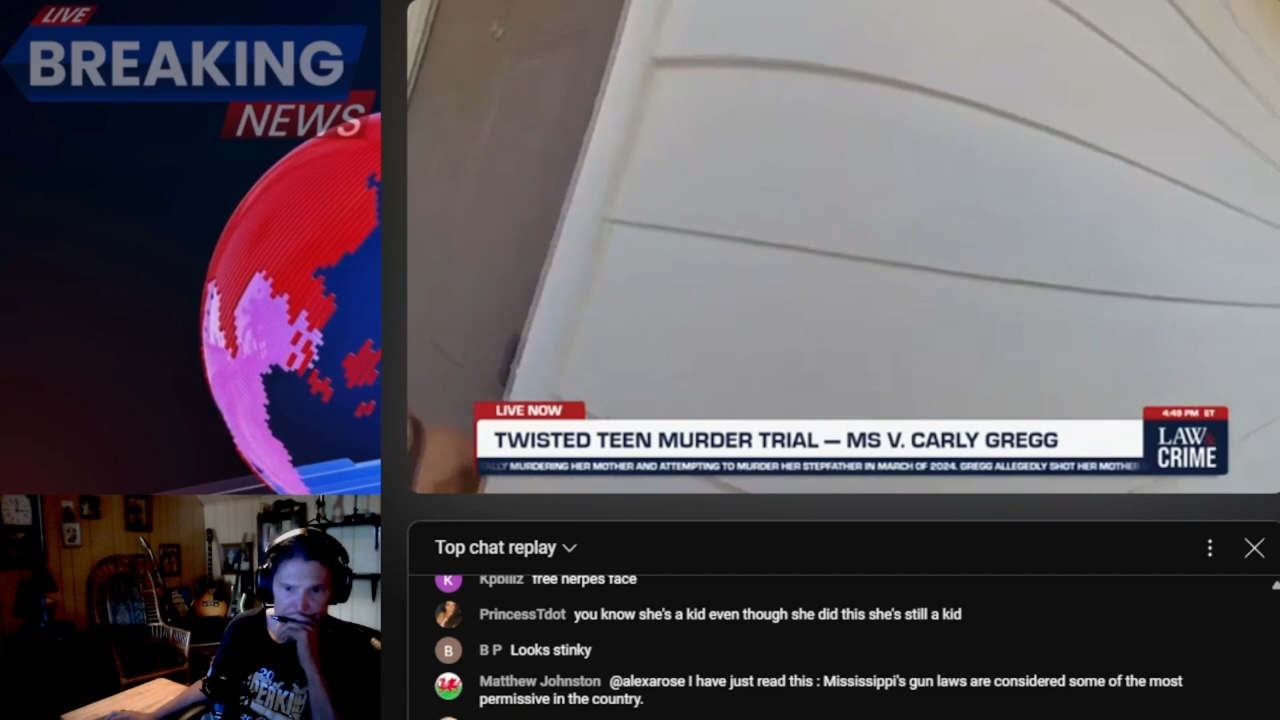 LIVE
BREAKING
NEWS
LIVE NOW
4:49 PM ET
TWISTED TEEN MURDER TRIAL — MS V. CARLY GREGG
LAW&
CRIME
MURDERING HER MOTHER AND ATTEMPTING TO MURDER HER STEPFATHER IN MARCH OF 2024. GREGG ALLEGEDLY SHOT HER MOTHER
Top chat replay
K Kpbillz free herpes face
PrincessTdot you know she's a kid even though she did this she's still a kid
B B P Looks stinky
Matthew Johnston @alexarose I have just read this : Mississippi's gun laws are considered some of the most
permissive in the country.